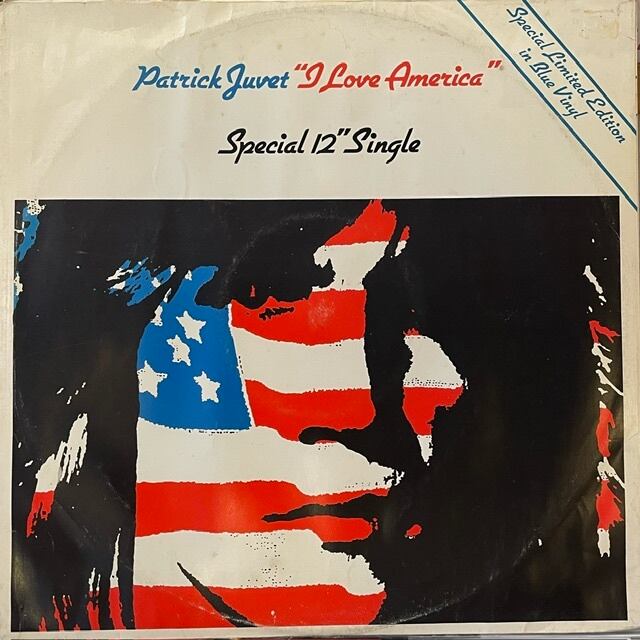 Patrick Juvet "I Love America"
Special 12" Single
Special Limited Edition
in Blue Vinyl